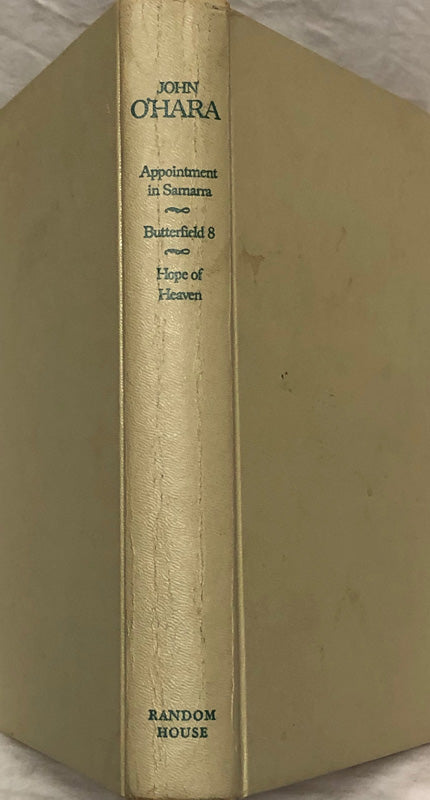 JOHN
O'HARA
Appointment
in Samarra
Butterfield 8
Hope of
Heaven
RANDOM
HOUSE